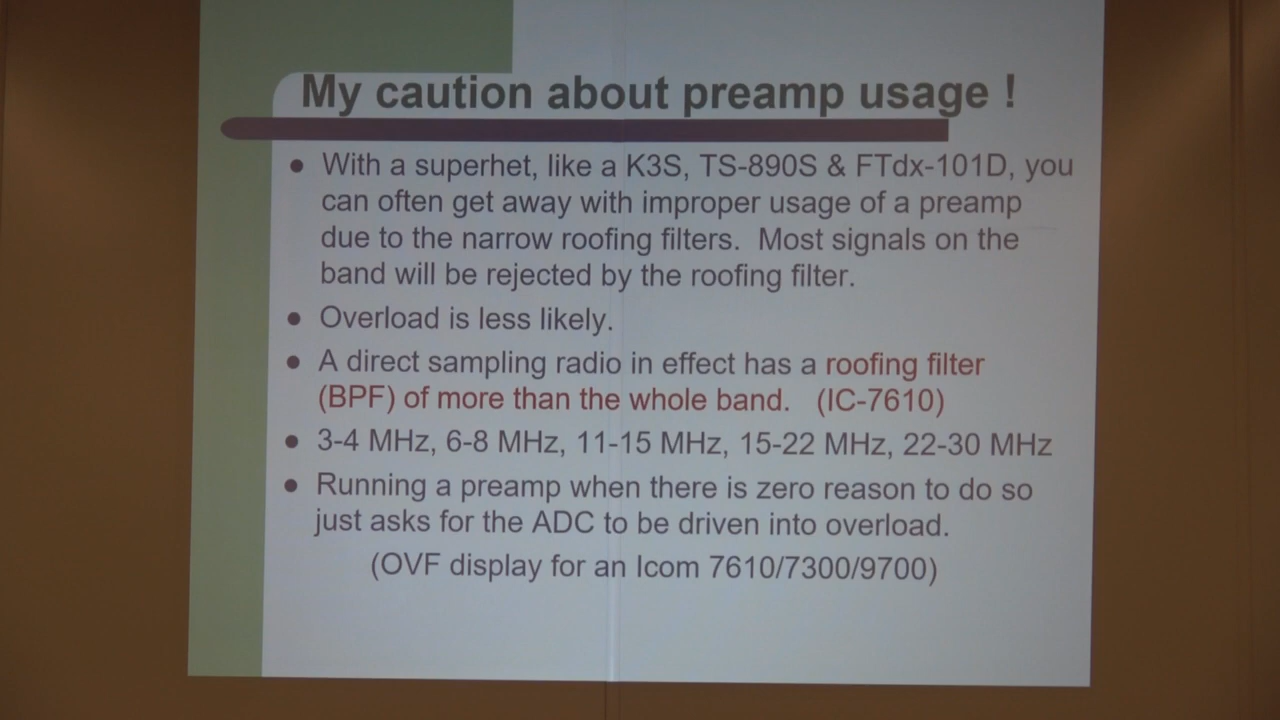 My caution about preamp usage !
• With a superhet, like a K3S, TS-890S & FTdx-101D, you
can often get away with improper usage of a preamp
due to the narrow roofing filters.  Most signals on the
band will be rejected by the roofing filter.
• Overload is less likely.
• A direct sampling radio in effect has a roofing filter
(BPF) of more than the whole band.   (IC-7610)
• 3-4 MHz, 6-8 MHz, 11-15 MHz, 15-22 MHz, 22-30 MHz
• Running a preamp when there is zero reason to do so
just asks for the ADC to be driven into overload.
(OVF display for an Icom 7610/7300/9700)